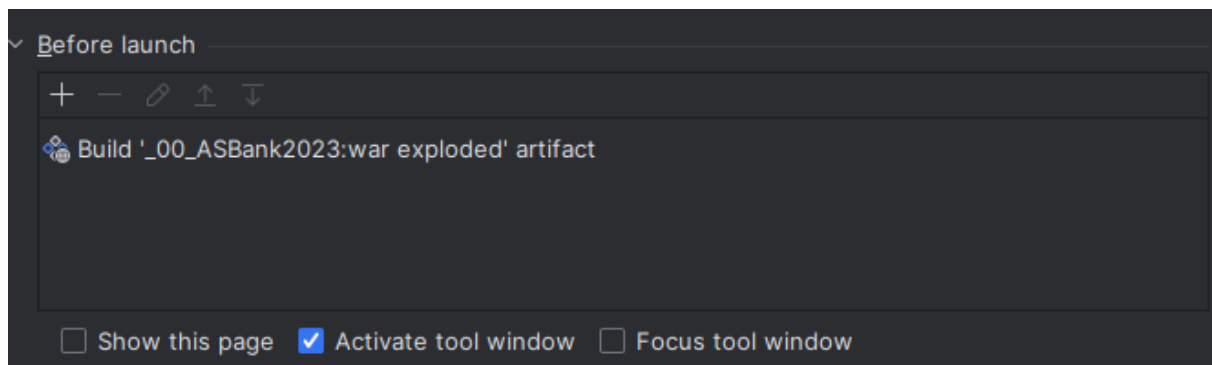 Before launch
Build '_00_ASBank2023:war exploded' artifact
Show this page Activate tool window Focus tool window